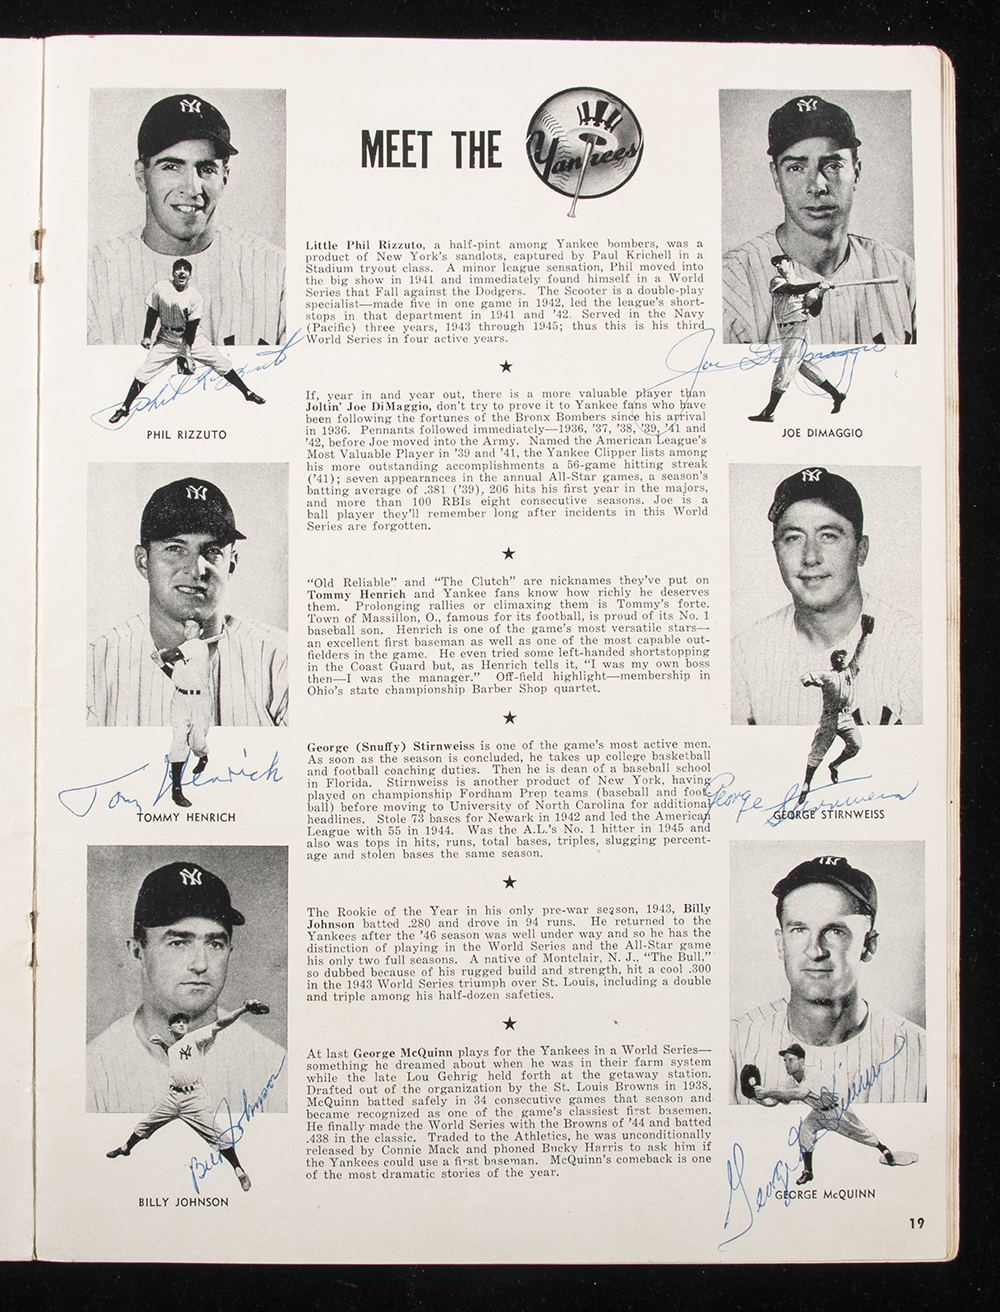 MEET THE Yankees
Little Phil Rizzuto, a half-pint among Yankee bombers, was a
product of New York's sandlots, captured by Paul Krichell in a
Stadium tryout class. A minor league sensation, Phil moved into
the big show in 1941 and immediately found himself in a World
Series that Fall against the Dodgers. The Scooter is a double-play
specialist—made five in one game in 1942, led the league's short-
stops in that department in 1941 and '42. Served in the Navy
(Pacific) three years, 1943 through 1945; thus this is his third
World Series in four active years.
Phil Rizzuto
PHIL RIZZUTO
Joe DiMaggio
JOE DIMAGGIO
If, year in and year out, there is a more valuable player than
Joltin' Joe DiMaggio, don't try to prove it to Yankee fans who have
been following the fortunes of the Bronx Bombers since his arrival
in 1936. Pennants followed immediately—1936, '37, '38, '39, '41 and
'42, before Joe moved into the Army. Named the American League's
Most Valuable Player in '39 and '41, the Yankee Clipper lists among
his more outstanding accomplishments a 56-game hitting streak
('41); seven appearances in the annual All-Star games, a season's
batting average of .381 ('39), 206 hits his first year in the majors,
and more than 100 RBIs eight consecutive seasons. Joe is a
ball player they'll remember long after incidents in this World
Series are forgotten.
"Old Reliable" and "The Clutch" are nicknames they've put on
Tommy Henrich and Yankee fans know how richly he deserves
them. Prolonging rallies or climaxing them is Tommy's forte.
Town of Massillon, O., famous for its football, is proud of its No. 1
baseball son. Henrich is one of the game's most versatile stars—
an excellent first baseman as well as one of the most capable out-
fielders in the game. He even tried some left-handed shortstopping
in the Coast Guard but, as Henrich tells it, "I was my own boss
then—I was the manager." Off-field highlight—membership in
Ohio's state championship Barber Shop quartet.
Tom Henrich
TOMMY HENRICH
George Stirnweiss
GEORGE STIRNWEISS
George (Snuffy) Stirnweiss is one of the game's most active men.
As soon as the season is concluded, he takes up college basketball
and football coaching duties. Then he is dean of a baseball school
in Florida. Stirnweiss is another product of New York, having
played on championship Fordham Prep teams (baseball and foot-
ball) before moving to University of North Carolina for additional
headlines. Stole 73 bases for Newark in 1942 and led the American
League with 55 in 1944. Was the A.L.'s No. 1 hitter in 1945 and
also was tops in hits, runs, total bases, triples, slugging percent-
age and stolen bases the same season.
The Rookie of the Year in his only pre-war season, 1943, Billy
Johnson batted .280 and drove in 94 runs. He returned to the
Yankees after the '46 season was well under way and so he has the
distinction of playing in the World Series and the All-Star game
his only two full seasons. A native of Montclair, N. J., "The Bull,"
so dubbed because of his rugged build and strength, hit a cool .300
in the 1943 World Series triumph over St. Louis, including a double
and triple among his half-dozen safeties.
At last George McQuinn plays for the Yankees in a World Series—
something he dreamed about when he was in their farm system
while the late Lou Gehrig held forth at the getaway station.
Drafted out of the organization by the St. Louis Browns in 1938,
McQuinn batted safely in 34 consecutive games that season and
became recognized as one of the game's classiest first basemen.
He finally made the World Series with the Browns of '44 and batted
.438 in the classic. Traded to the Athletics, he was unconditionally
released by Connie Mack and phoned Bucky Harris to ask him if
the Yankees could use a first baseman. McQuinn's comeback is one
of the most dramatic stories of the year.
Bill Johnson
BILLY JOHNSON
George McQuinn
GEORGE McQUINN
19